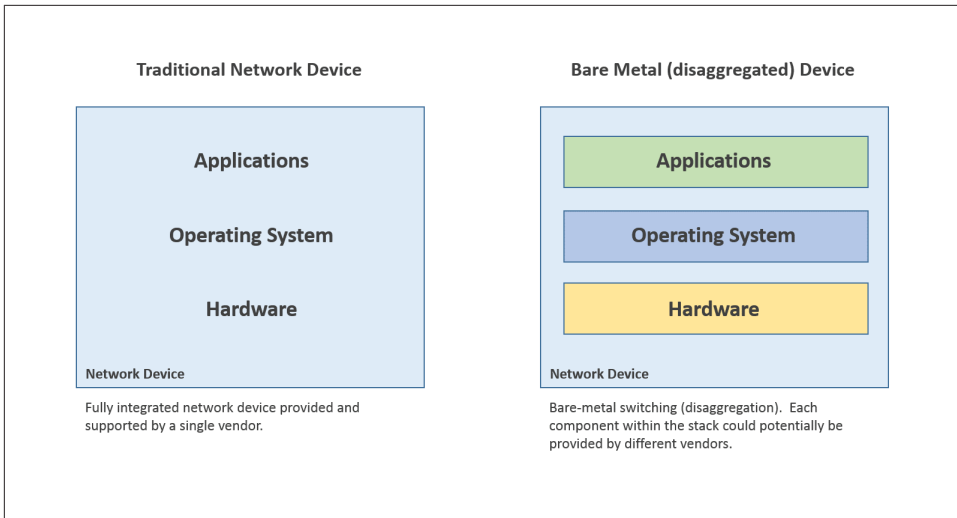 Traditional Network Device
Applications
Operating System
Hardware
Network Device
Fully integrated network device provided and
supported by a single vendor.
Bare Metal (disaggregated) Device
Applications
Operating System
Hardware
Network Device
Bare-metal switching (disaggregation).  Each
component within the stack could potentially be
provided by different vendors.